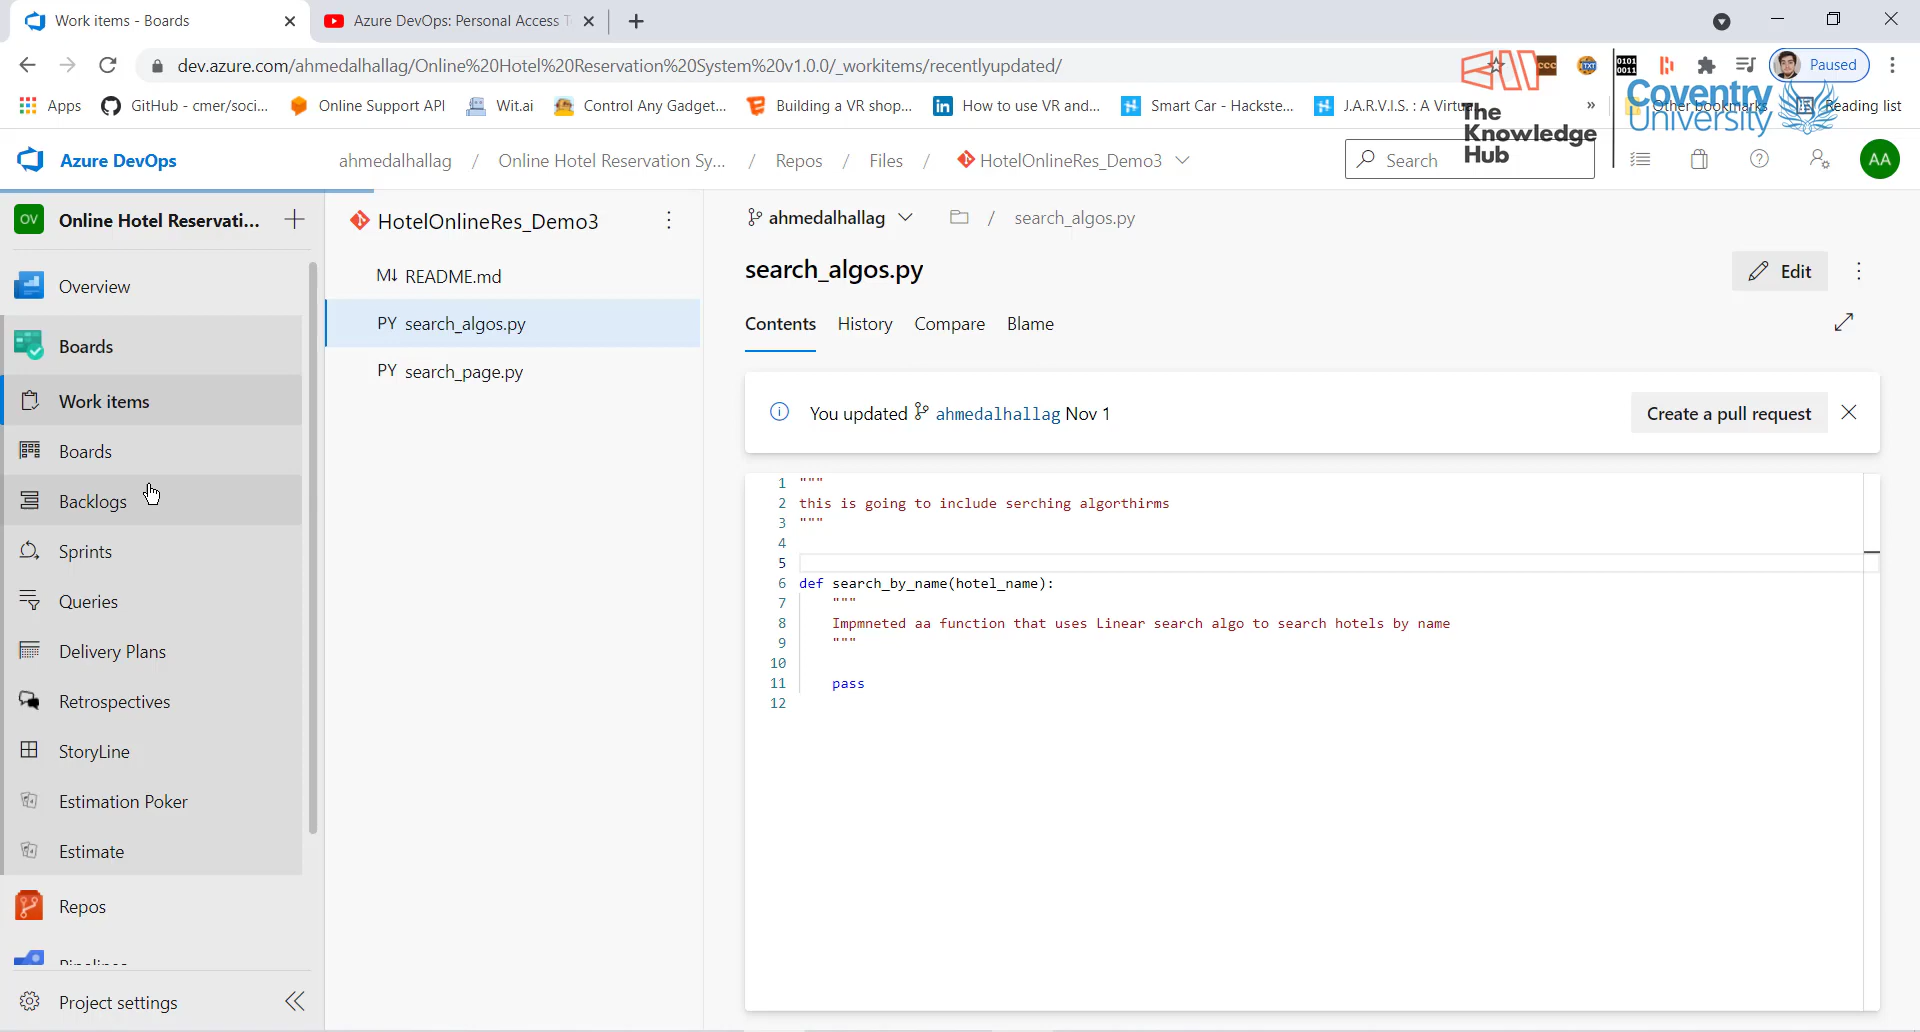 Work items - Boards
Azure DevOps: Personal Access T
dev.azure.com/ahmedalhallag/Online%20Hotel%20Reservation%20System%20v1.0.0/_workitems/recentlyupdated/
Paused
Apps
GitHub - cmer/soci...
Online Support API
Wit.ai
Control Any Gadget...
Building a VR shop...
How to use VR and...
Smart Car - Hackste...
J.A.R.V.I.S. : A Virtua
»
Other bookmarks
Reading list
The
Knowledge
Hub
Coventry
University
Azure DevOps
ahmedalhallag / Online Hotel Reservation Sy... / Repos / Files / HotelOnlineRes_Demo3
Search
AA
OV Online Hotel Reservati...
Overview
Boards
Work items
Boards
Backlogs
Sprints
Queries
Delivery Plans
Retrospectives
StoryLine
Estimation Poker
Estimate
Repos
Pipelines
Project settings
HotelOnlineRes_Demo3
M↓ README.md
PY search_algos.py
PY search_page.py
ahmedalhallag / search_algos.py
search_algos.py
Edit
Contents History Compare Blame
You updated ahmedalhallag Nov 1
Create a pull request
1 """
2 this is going to include serching algorthirms
3 """
4
5
6 def search_by_name(hotel_name):
7 """
8 Impmneted aa function that uses Linear search algo to search hotels by name
9 """
10
11 pass
12